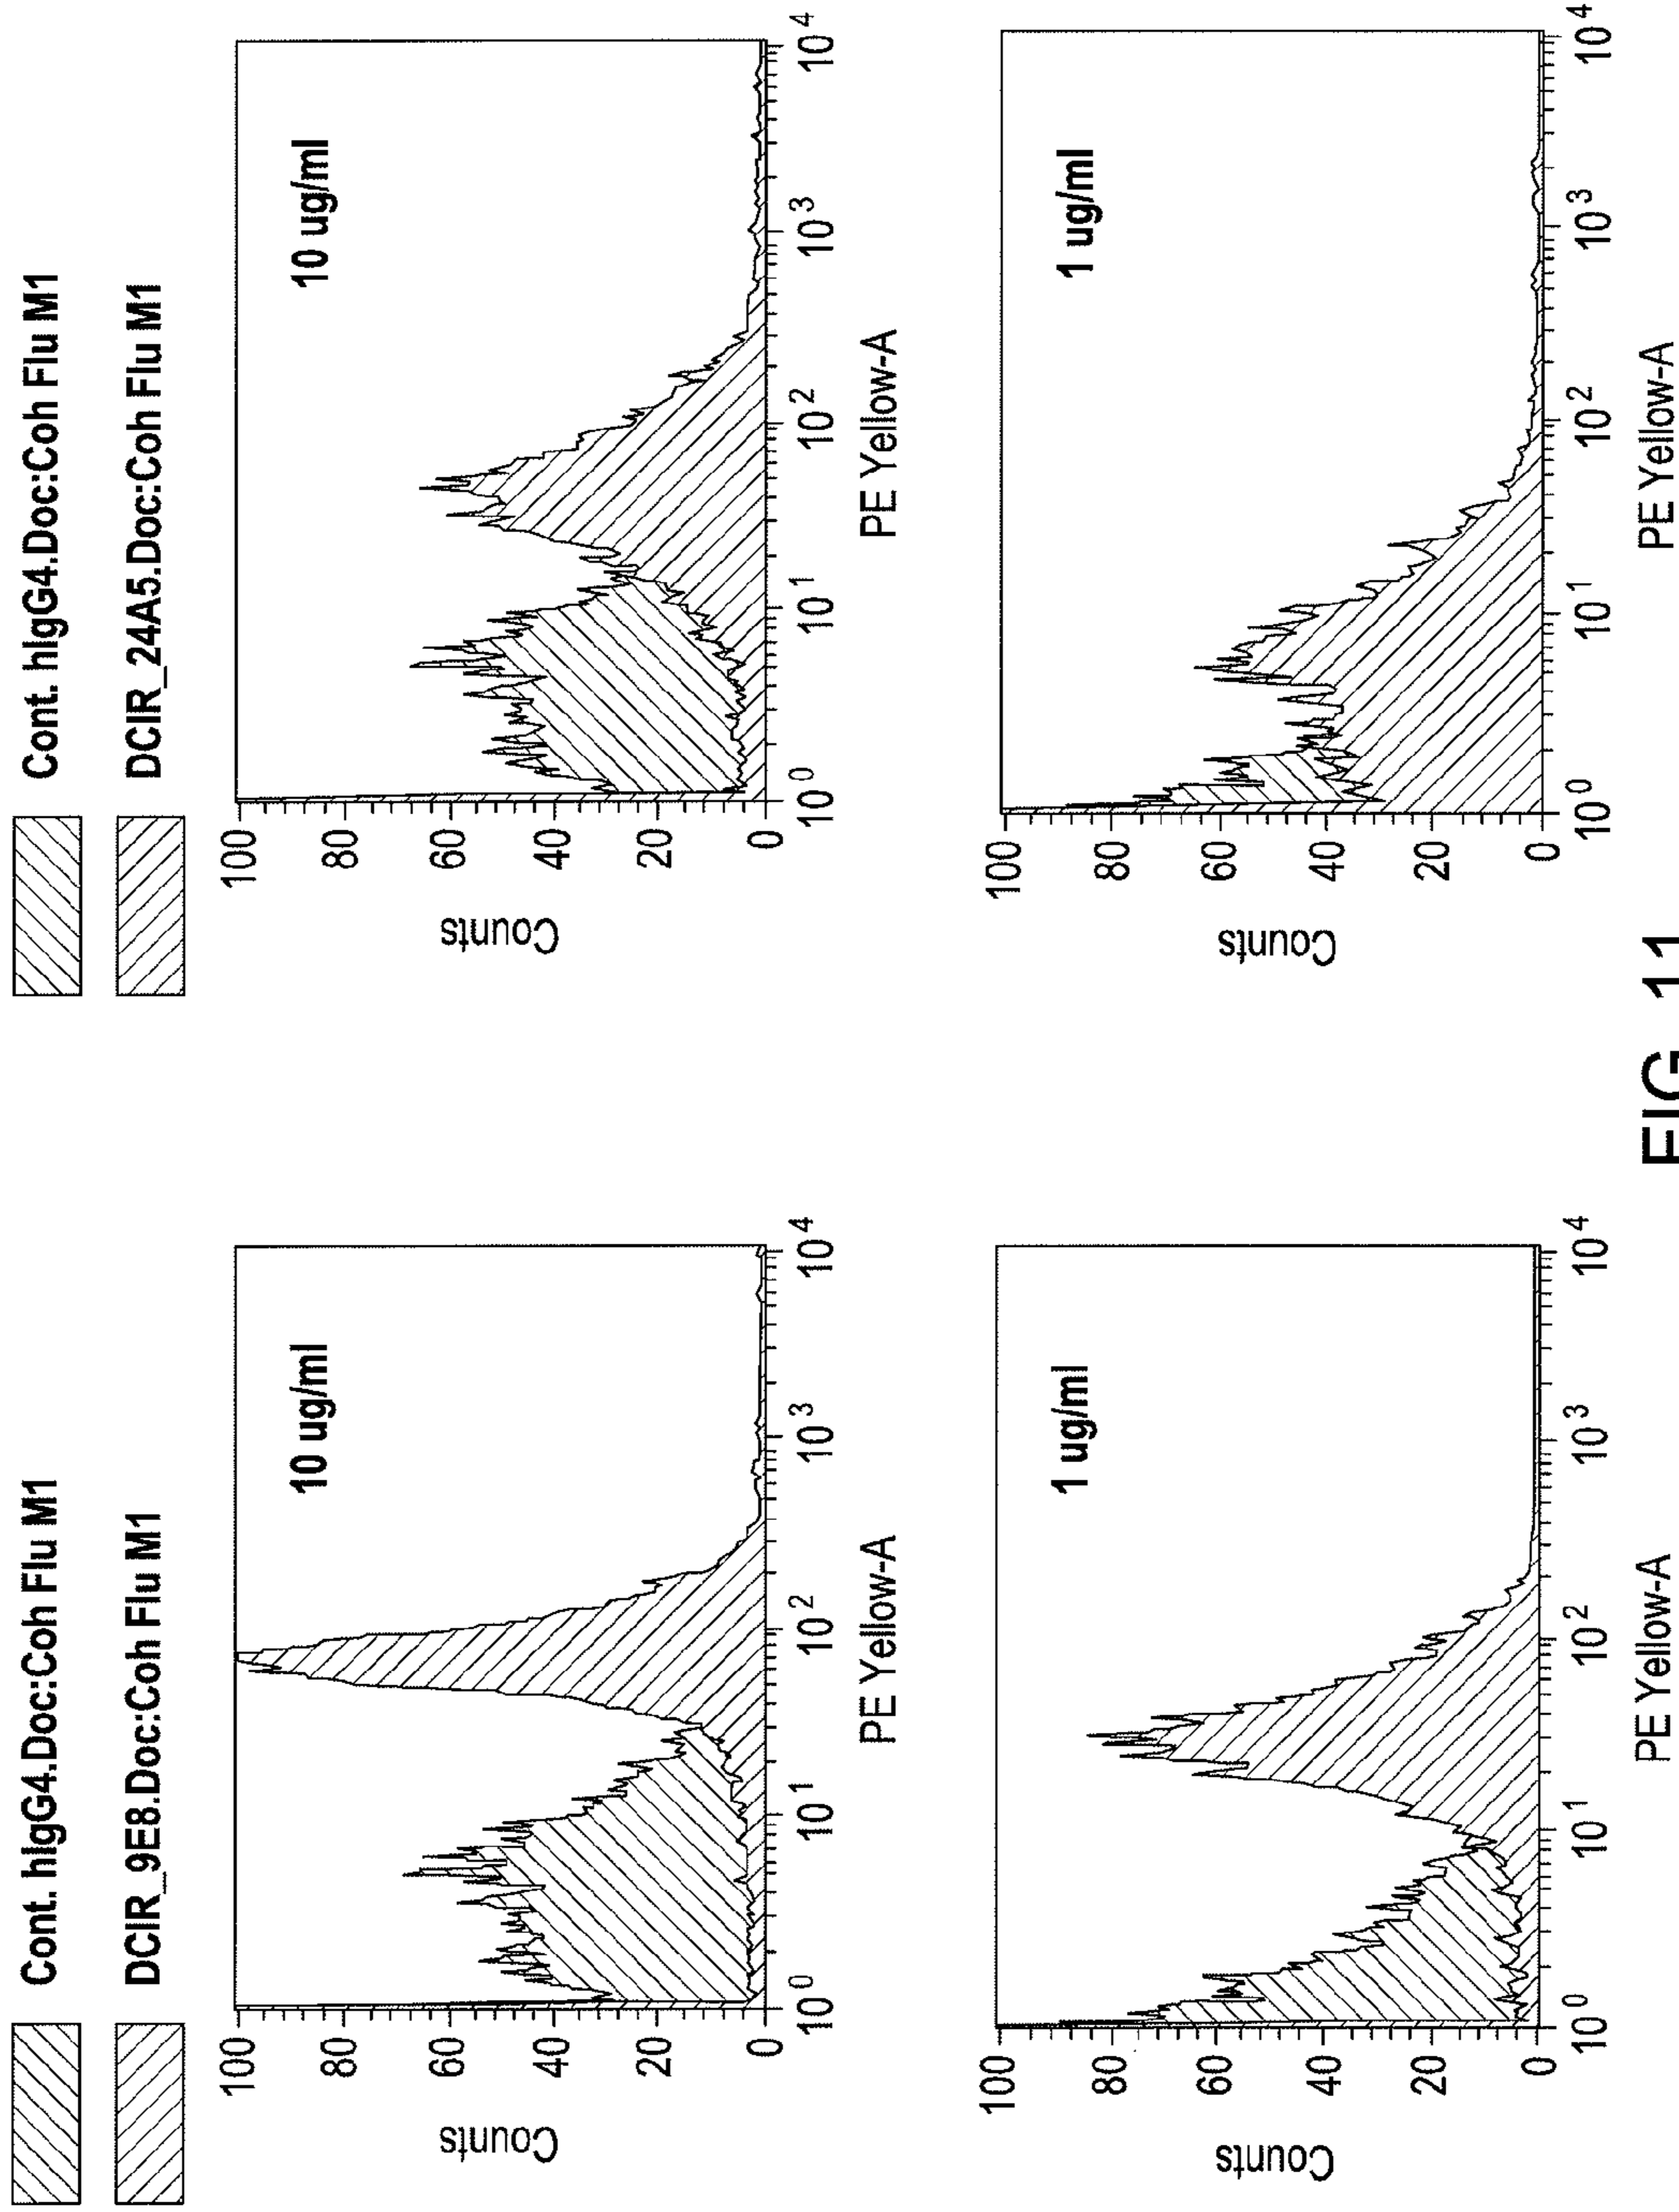 Cont. hIgG4.Doc:Coh Flu M1
DCIR_9E8.Doc:Coh Flu M1
10 ug/ml
100
80
60
40
20
0
Counts
10⁰ 10¹ 10² 10³ 10⁴
PE Yellow-A
Cont. hIgG4.Doc:Coh Flu M1
DCIR_24A5.Doc:Coh Flu M1
10 ug/ml
100
80
60
40
20
0
Counts
10⁰ 10¹ 10² 10³ 10⁴
PE Yellow-A
1 ug/ml
100
80
60
40
20
0
Counts
10⁰ 10¹ 10² 10³ 10⁴
PE Yellow-A
1 ug/ml
100
80
60
40
20
0
Counts
10⁰ 10¹ 10² 10³ 10⁴
PE Yellow-A
FIG 11